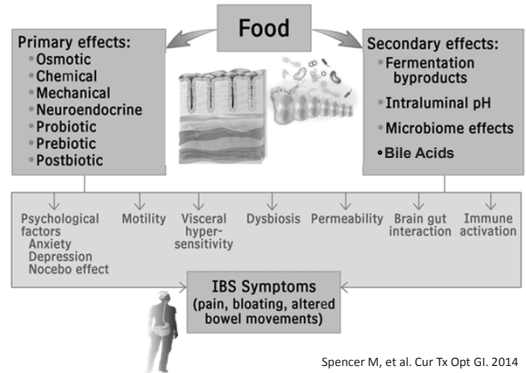 Food
Primary effects:
• Osmotic
• Chemical
• Mechanical
• Neuroendocrine
• Probiotic
• Prebiotic
• Postbiotic
Secondary effects:
• Fermentation
byproducts
• Intraluminal pH
• Microbiome effects
• Bile Acids
Psychological
factors
Anxiety
Depression
Nocebo effect
Motility
Visceral
hyper-
sensitivity
Dysbiosis
Permeability
Brain gut
interaction
Immune
activation
IBS Symptoms
(pain, bloating, altered
bowel movements)
Spencer M, et al. Cur Tx Opt GI. 2014